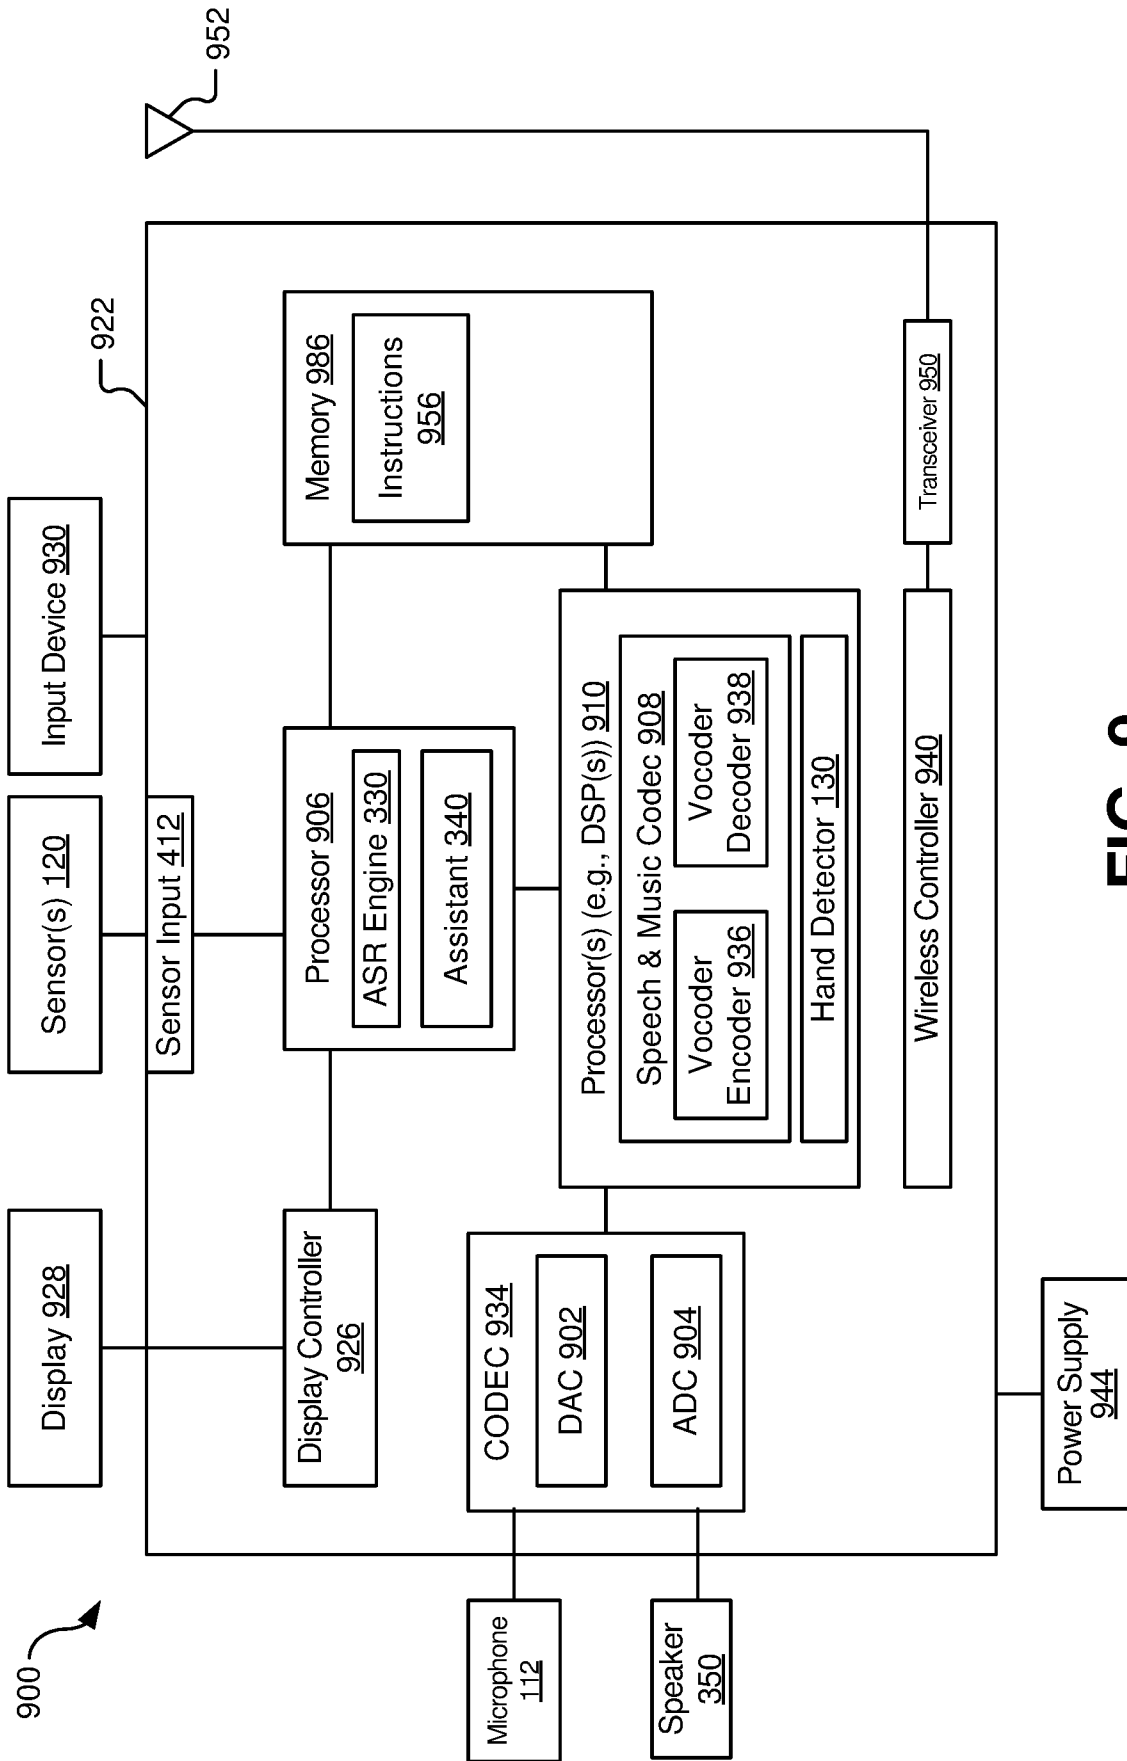 900
Display 928
Sensor(s) 120
Input Device 930
922
952
Sensor Input 412
Display Controller
926
Processor 906
ASR Engine 330
Assistant 340
Memory 986
Instructions
956
Microphone
112
Speaker
350
CODEC 934
DAC 902
ADC 904
Processor(s) (e.g., DSP(s)) 910
Speech & Music Codec 908
Vocoder
Encoder 936
Vocoder
Decoder 938
Hand Detector 130
Wireless Controller 940
Transceiver 950
Power Supply
944
FIG. 9